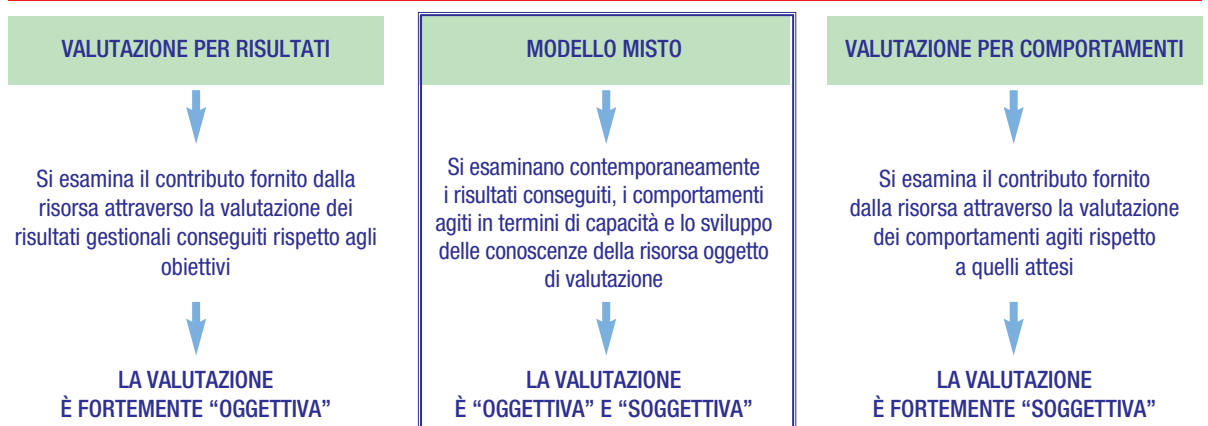 VALUTAZIONE PER RISULTATI
Si esamina il contributo fornito dalla
risorsa attraverso la valutazione dei
risultati gestionali conseguiti rispetto agli
obiettivi
LA VALUTAZIONE
È FORTEMENTE “OGGETTIVA”
MODELLO MISTO
Si esaminano contemporaneamente
i risultati conseguiti, i comportamenti
agiti in termini di capacità e lo sviluppo
delle conoscenze della risorsa oggetto
di valutazione
LA VALUTAZIONE
È “OGGETTIVA” E “SOGGETTIVA”
VALUTAZIONE PER COMPORTAMENTI
Si esamina il contributo fornito
dalla risorsa attraverso la valutazione
dei comportamenti agiti rispetto
a quelli attesi
LA VALUTAZIONE
È FORTEMENTE “SOGGETTIVA”